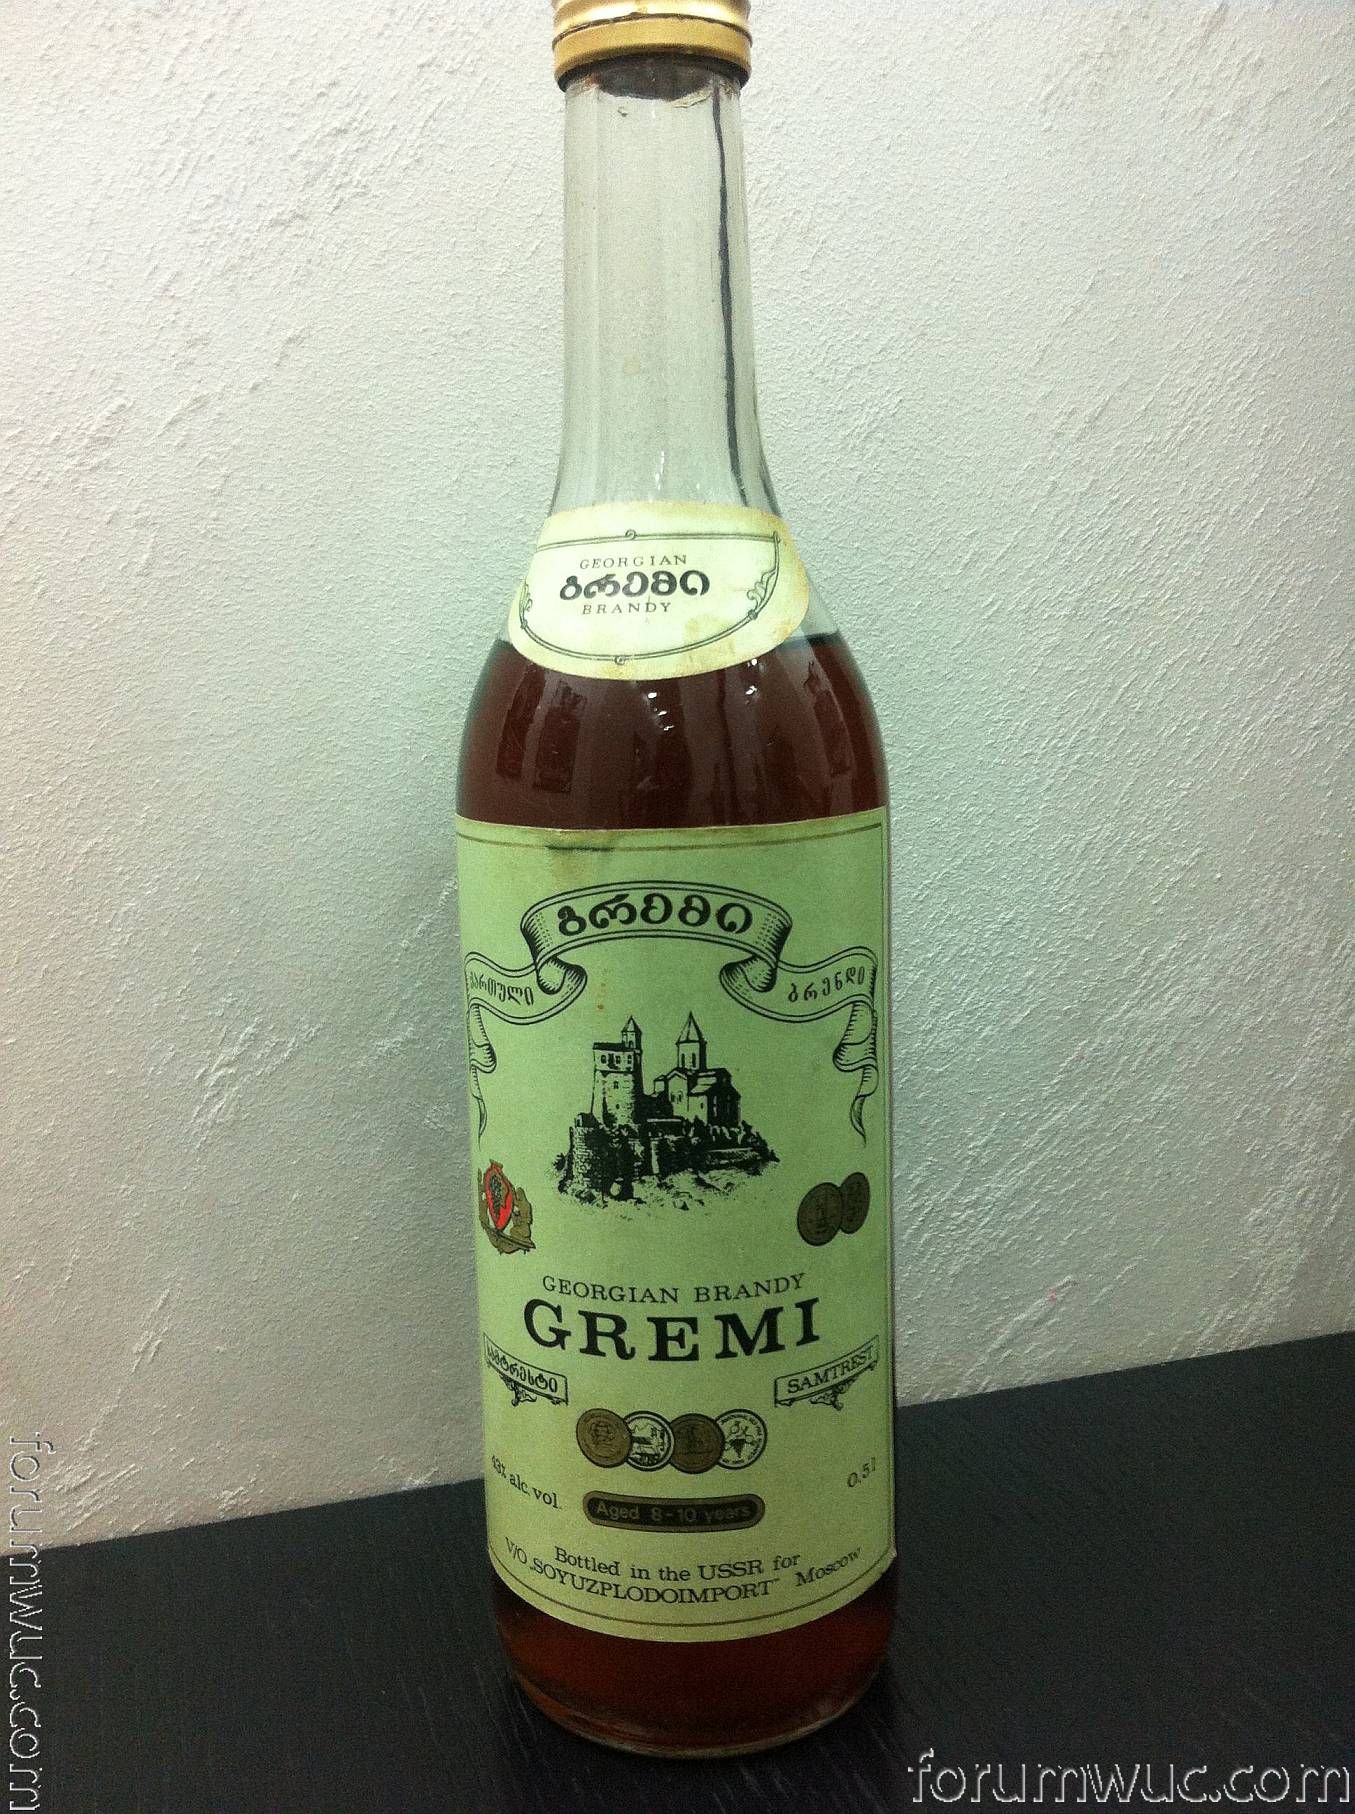 GEORGIAN
გრემი
BRANDY
გრემი
ქართული
ბრენდი
GEORGIAN BRANDY
GREMI
სამტრესტი
SAMTREST
43% alc. vol.
0.5 l
Aged 8-10 years
Bottled in the USSR for
V/O „SOYUZPLODOIMPORT" Moscow
forumwuc.com
forumwuc.com